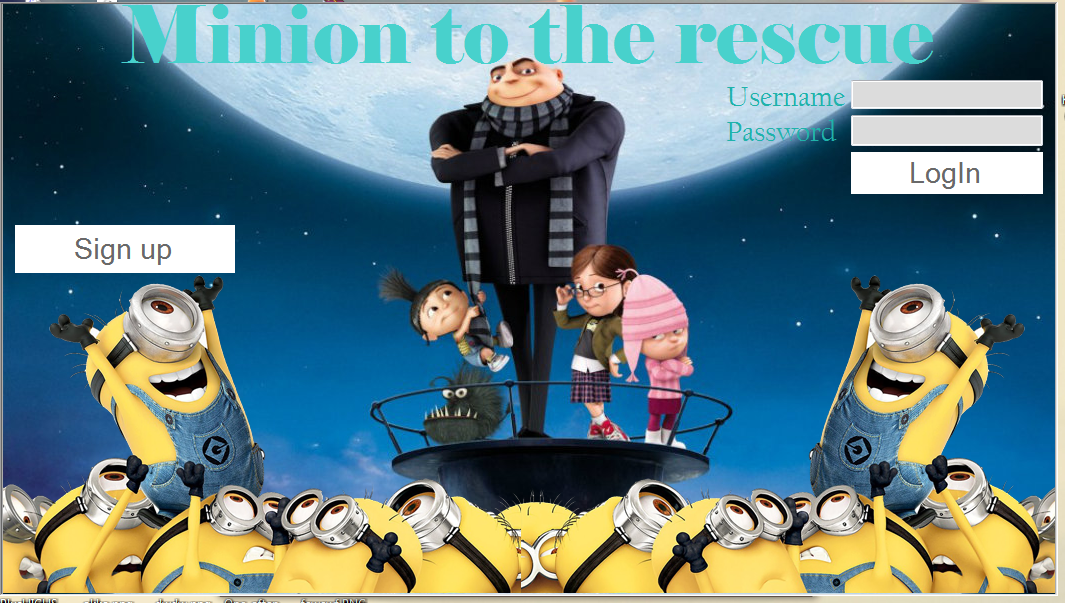 Minion to the rescue
Username
Password
LogIn
Sign up